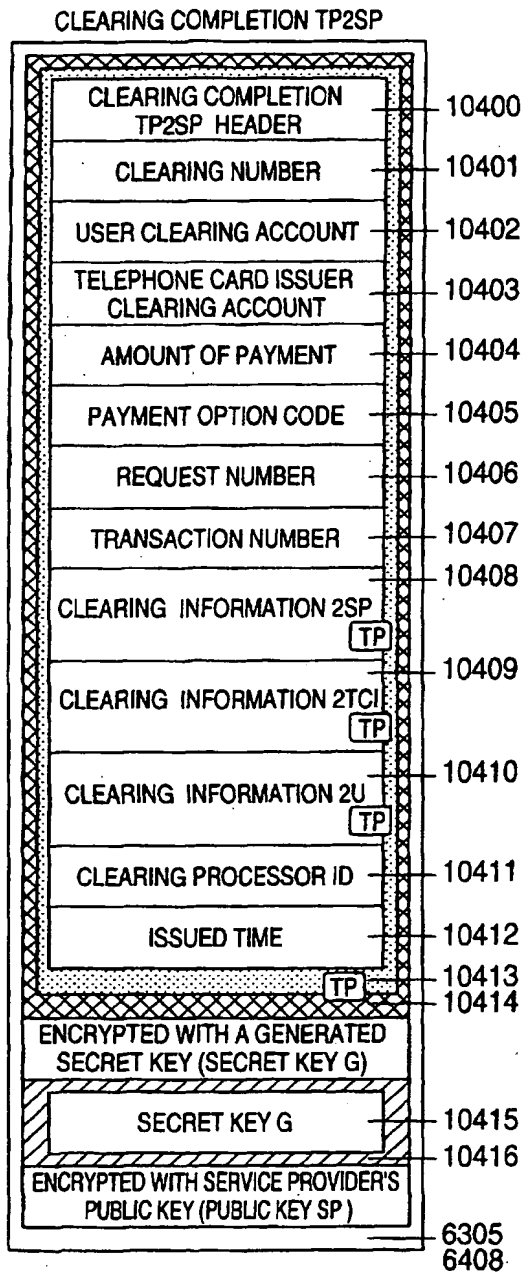 CLEARING COMPLETION TP2SP
CLEARING COMPLETION
TP2SP HEADER
10400
CLEARING NUMBER
10401
USER CLEARING ACCOUNT
10402
TELEPHONE CARD ISSUER
CLEARING ACCOUNT
10403
AMOUNT OF PAYMENT
10404
PAYMENT OPTION CODE
10405
REQUEST NUMBER
10406
TRANSACTION NUMBER
10407
10408
CLEARING INFORMATION 2SP
TP
10409
CLEARING INFORMATION 2TCI
TP
10410
CLEARING INFORMATION 2U
TP
CLEARING PROCESSOR ID
10411
ISSUED TIME
10412
TP
10413
10414
ENCRYPTED WITH A GENERATED
SECRET KEY (SECRET KEY G)
SECRET KEY G
10415
10416
ENCRYPTED WITH SERVICE PROVIDER'S
PUBLIC KEY (PUBLIC KEY SP)
6305
6408